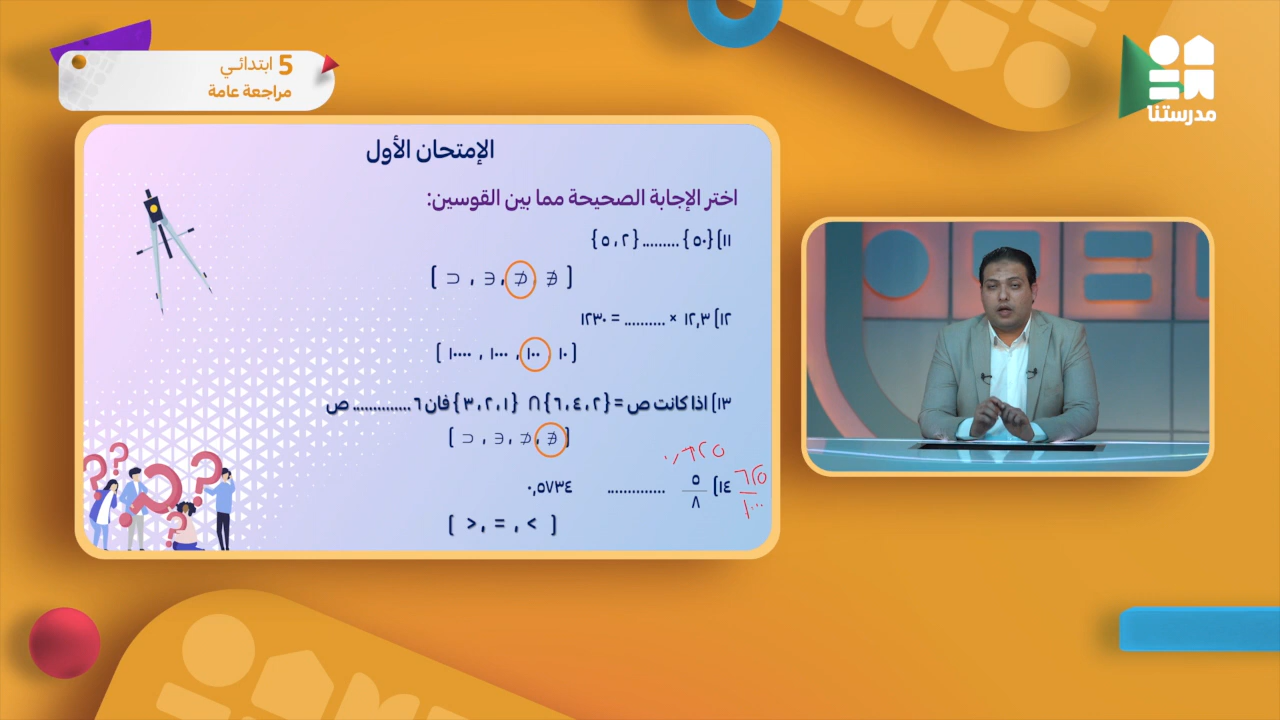 5 ابتدائي
مراجعة عامة
مدرستنا
الإمتحان الأول
اختر الإجابة الصحيحة مما بين القوسين:
١١) {٥٠} ......... {٢ ، ٥}
[ ∌ ، ⊅ ، ∋ ، ⊃ ]
١٢) ١٢,٣ × .......... = ١٢٣٠
[ ١٠ ، ١٠٠ ، ١٠٠٠ ، ١٠٠٠٠ ]
١٣) اذا كانت ص = {٢ ، ٤ ، ٦} ∩ {١ ، ٢ ، ٣} فان ٦ .............. ص
[ ∌ ، ⊅ ، ∋ ، ⊃ ]
٠,٦٢٥
١٤) ٥/٨ .............. ٠,٥٧٣٤
٦٢٥/١٠٠٠
[ > ، = ، < ]